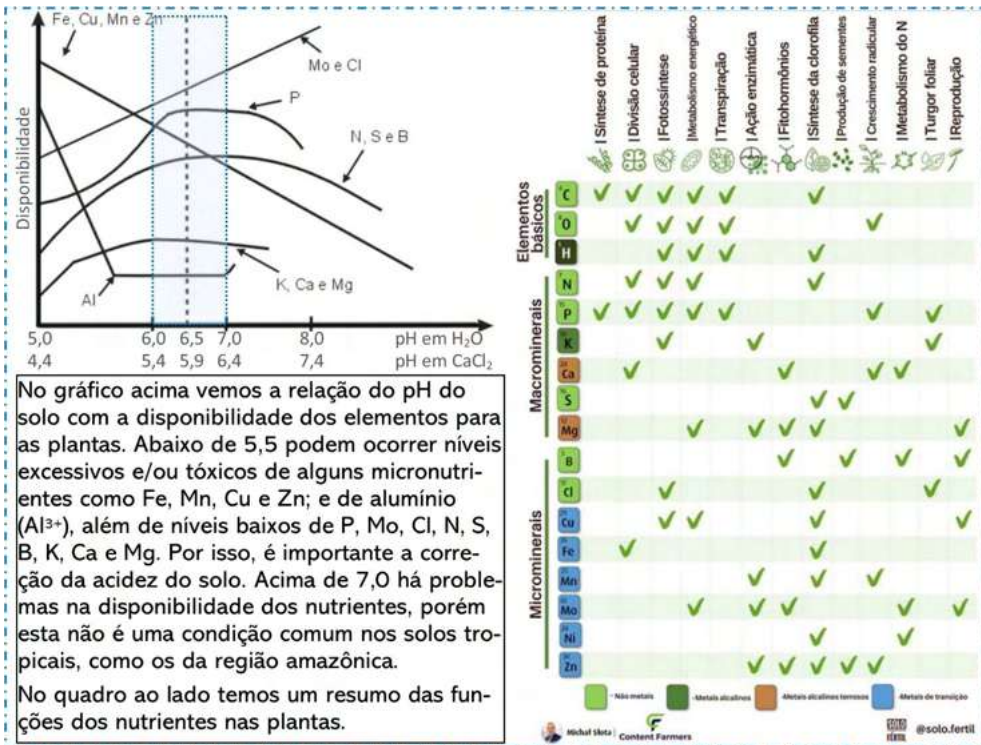 Fe, Cu, Mn e Zn
Mo e Cl
P
N, S e B
K, Ca e Mg
Al
Disponibilidade
5,0 6,0 6,5 7,0 8,0 pH em H₂O
4,4 5,4 5,9 6,4 7,4 pH em CaCl₂
No gráfico acima vemos a relação do pH do
solo com a disponibilidade dos elementos para
as plantas. Abaixo de 5,5 podem ocorrer níveis
excessivos e/ou tóxicos de alguns micronutri-
entes como Fe, Mn, Cu e Zn; e de alumínio
(Al³⁺), além de níveis baixos de P, Mo, Cl, N, S,
B, K, Ca e Mg. Por isso, é importante a corre-
ção da acidez do solo. Acima de 7,0 há proble-
mas na disponibilidade dos nutrientes, porém
esta não é uma condição comum nos solos tro-
picais, como os da região amazônica.
No quadro ao lado temos um resumo das fun-
ções dos nutrientes nas plantas.
Síntese de proteína
Divisão celular
Fotossíntese
Metabolismo energético
Transpiração
Ação enzimática
Fitohormônios
Síntese da clorofila
Produção de sementes
Crescimento radicular
Metabolismo do N
Turgor foliar
Reprodução
Elementos
básicos
C
O
H
Macrominerais
N
P
K
Ca
S
Mg
Microminerais
B
Cl
Cu
Fe
Mn
Mo
Ni
Zn
- Não metais
-Metais alcalinos
-Metais alcalinos terrosos
-Metais de transição
Content Farmers
SOLO
FÉRTIL
@solo.fertil